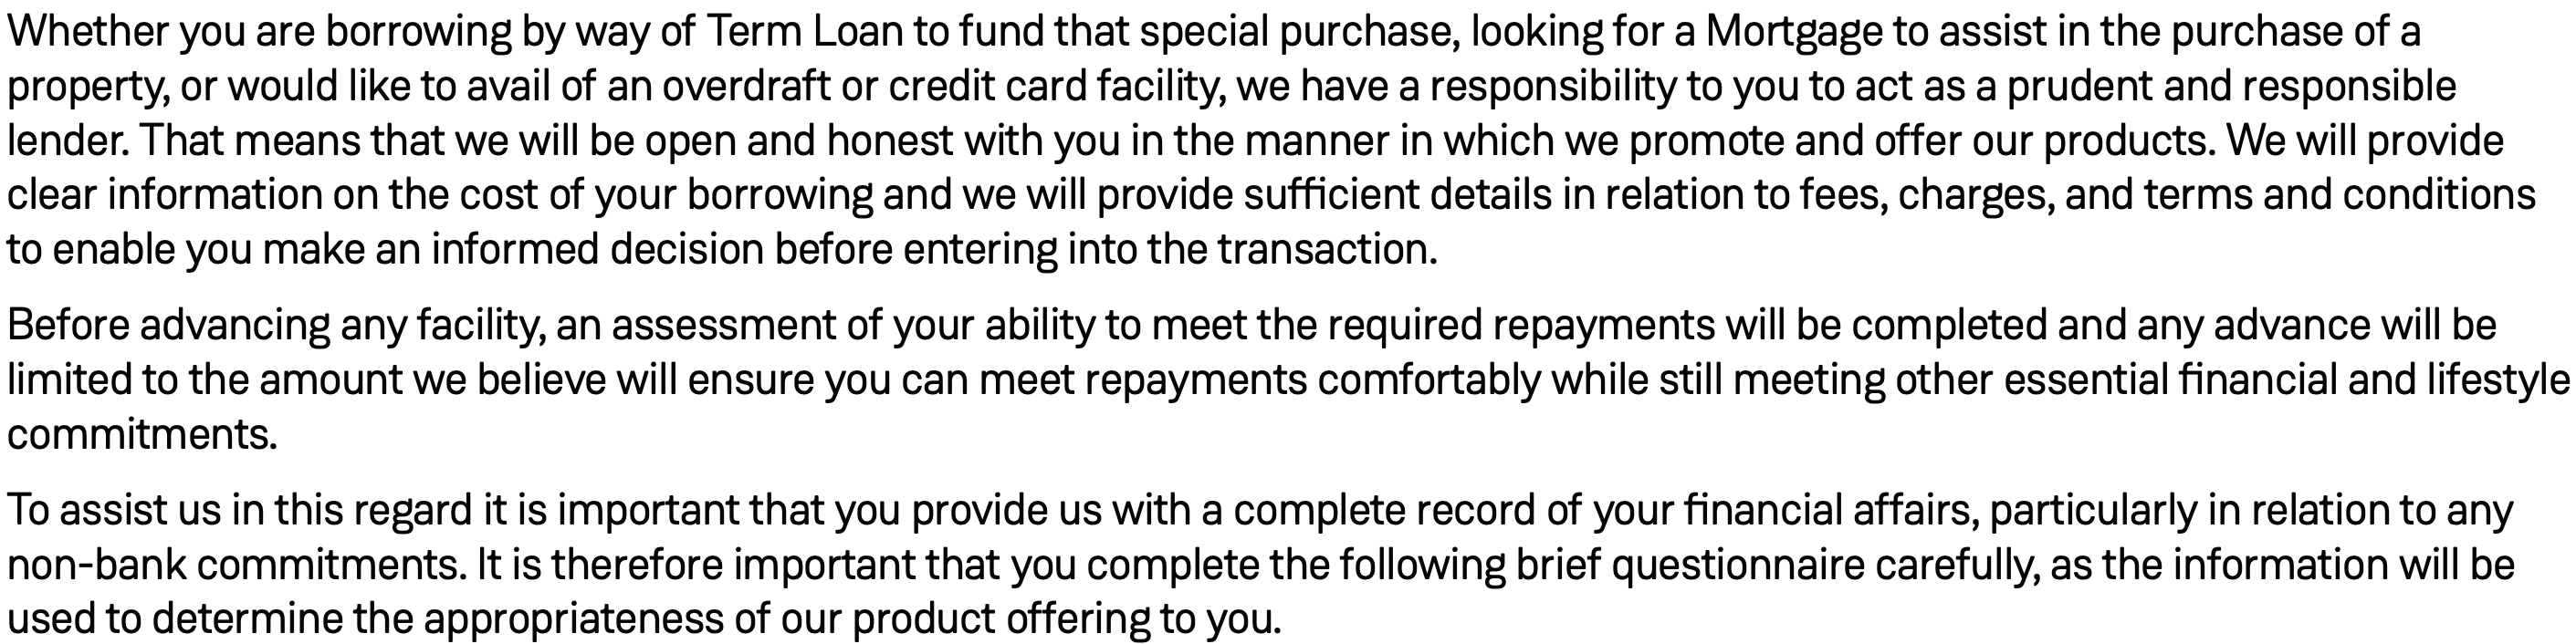 Whether you are borrowing by way of Term Loan to fund that special purchase, looking for a Mortgage to assist in the purchase of a
property, or would like to avail of an overdraft or credit card facility, we have a responsibility to you to act as a prudent and responsible
lender. That means that we will be open and honest with you in the manner in which we promote and offer our products. We will provide
clear information on the cost of your borrowing and we will provide sufficient details in relation to fees, charges, and terms and conditions
to enable you make an informed decision before entering into the transaction.
Before advancing any facility, an assessment of your ability to meet the required repayments will be completed and any advance will be
limited to the amount we believe will ensure you can meet repayments comfortably while still meeting other essential financial and lifestyle
commitments.
To assist us in this regard it is important that you provide us with a complete record of your financial affairs, particularly in relation to any
non-bank commitments. It is therefore important that you complete the following brief questionnaire carefully, as the information will be
used to determine the appropriateness of our product offering to you.